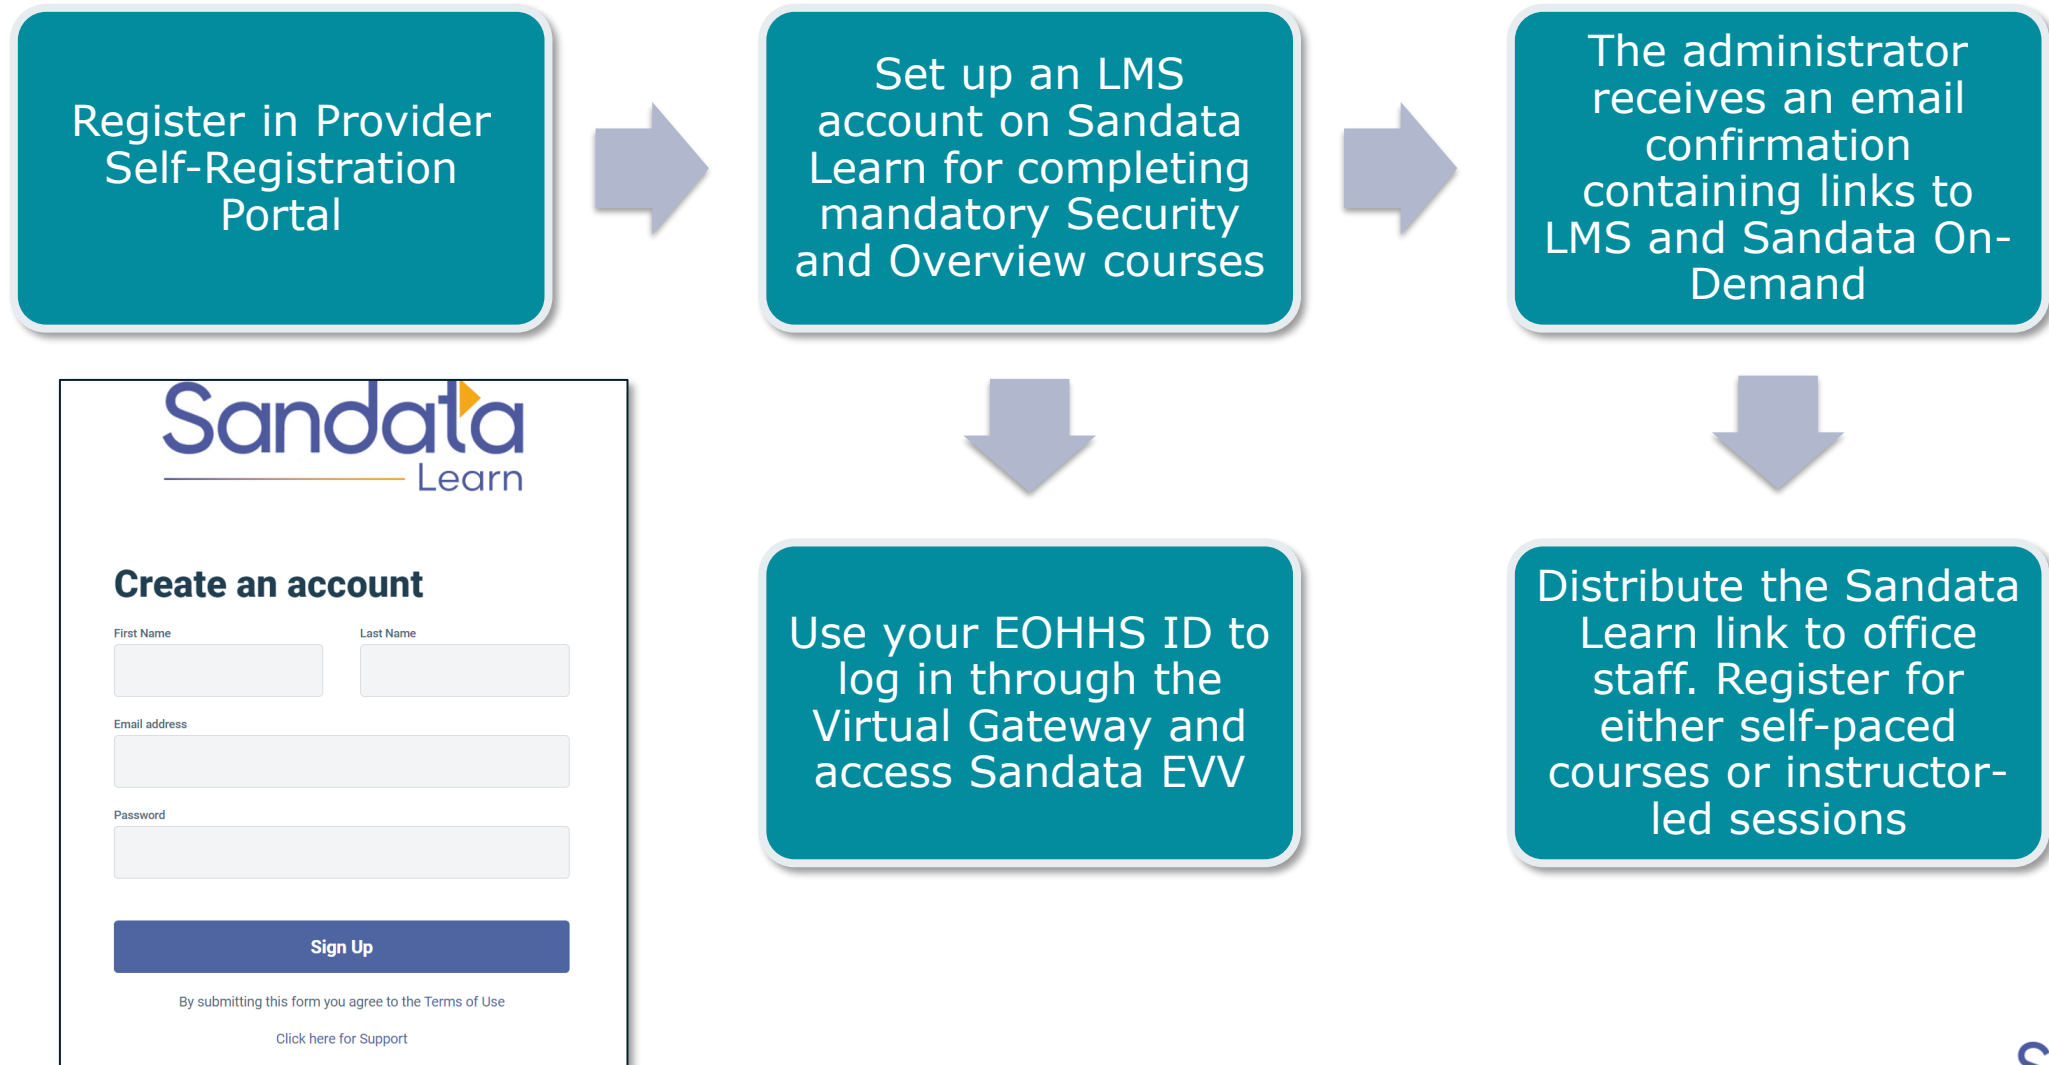 Register in Provider
Self-Registration
Portal
Set up an LMS
account on Sandata
Learn for completing
mandatory Security
and Overview courses
The administrator
receives an email
confirmation
containing links to
LMS and Sandata On-
Demand
Sandata
Learn
Create an account
First Name
Last Name
Email address
Password
Sign Up
By submitting this form you agree to the Terms of Use
Click here for Support
Use your EOHHS ID to
log in through the
Virtual Gateway and
access Sandata EVV
Distribute the Sandata
Learn link to office
staff. Register for
either self-paced
courses or instructor-
led sessions